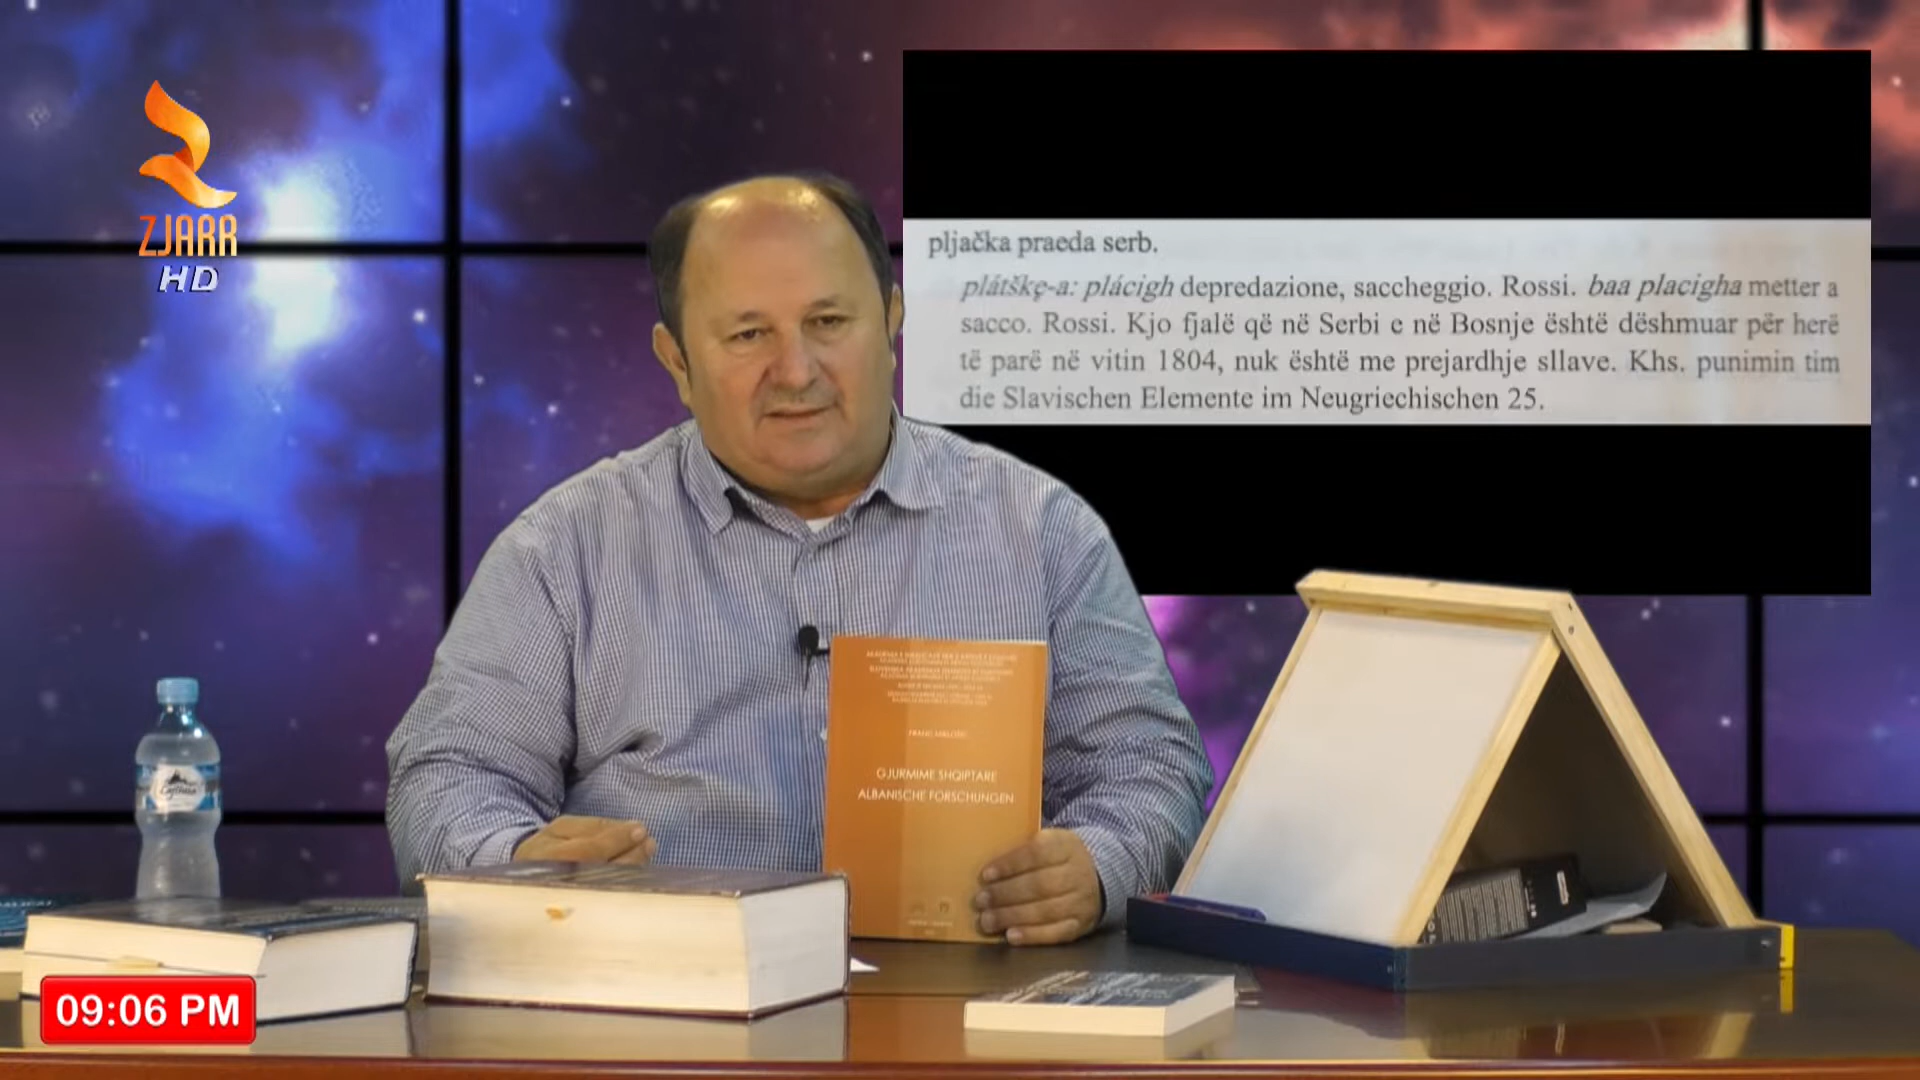 ZJARR
HD
pljačka praeda serb.
plátškę-a: plácigh depredazione, saccheggio. Rossi. baa placigha metter a
sacco. Rossi. Kjo fjalë që në Serbi e në Bosnje është dëshmuar për herë
të parë në vitin 1804, nuk është me prejardhje sllave. Khs. punimin tim
die Slavischen Elemente im Neugriechischen 25.
GJURMIME SHQIPTARE
ALBANISCHE FORSCHUNGEN
09:06 PM